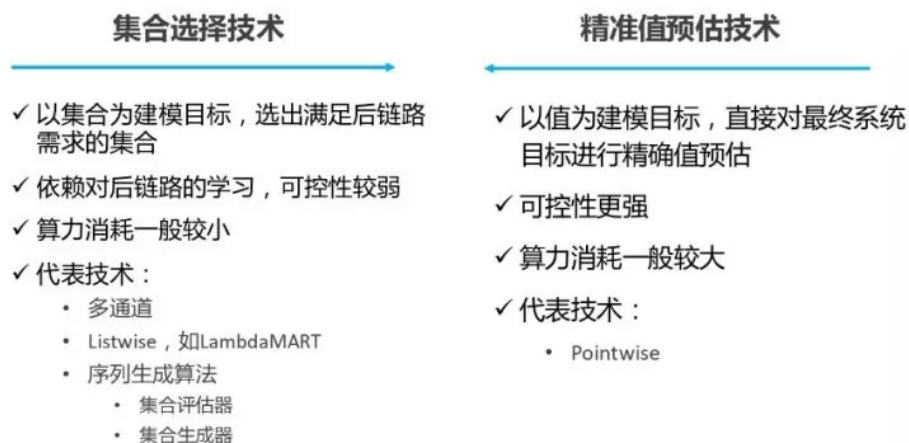 集合选择技术
✓ 以集合为建模目标，选出满足后链路
需求的集合
✓ 依赖对后链路的学习，可控性较弱
✓ 算力消耗一般较小
✓ 代表技术：
• 多通道
• Listwise，如LambdaMART
• 序列生成算法
• 集合评估器
• 集合生成器
精准值预估技术
✓ 以值为建模目标，直接对最终系统
目标进行精确值预估
✓ 可控性更强
✓ 算力消耗一般较大
✓ 代表技术：
• Pointwise